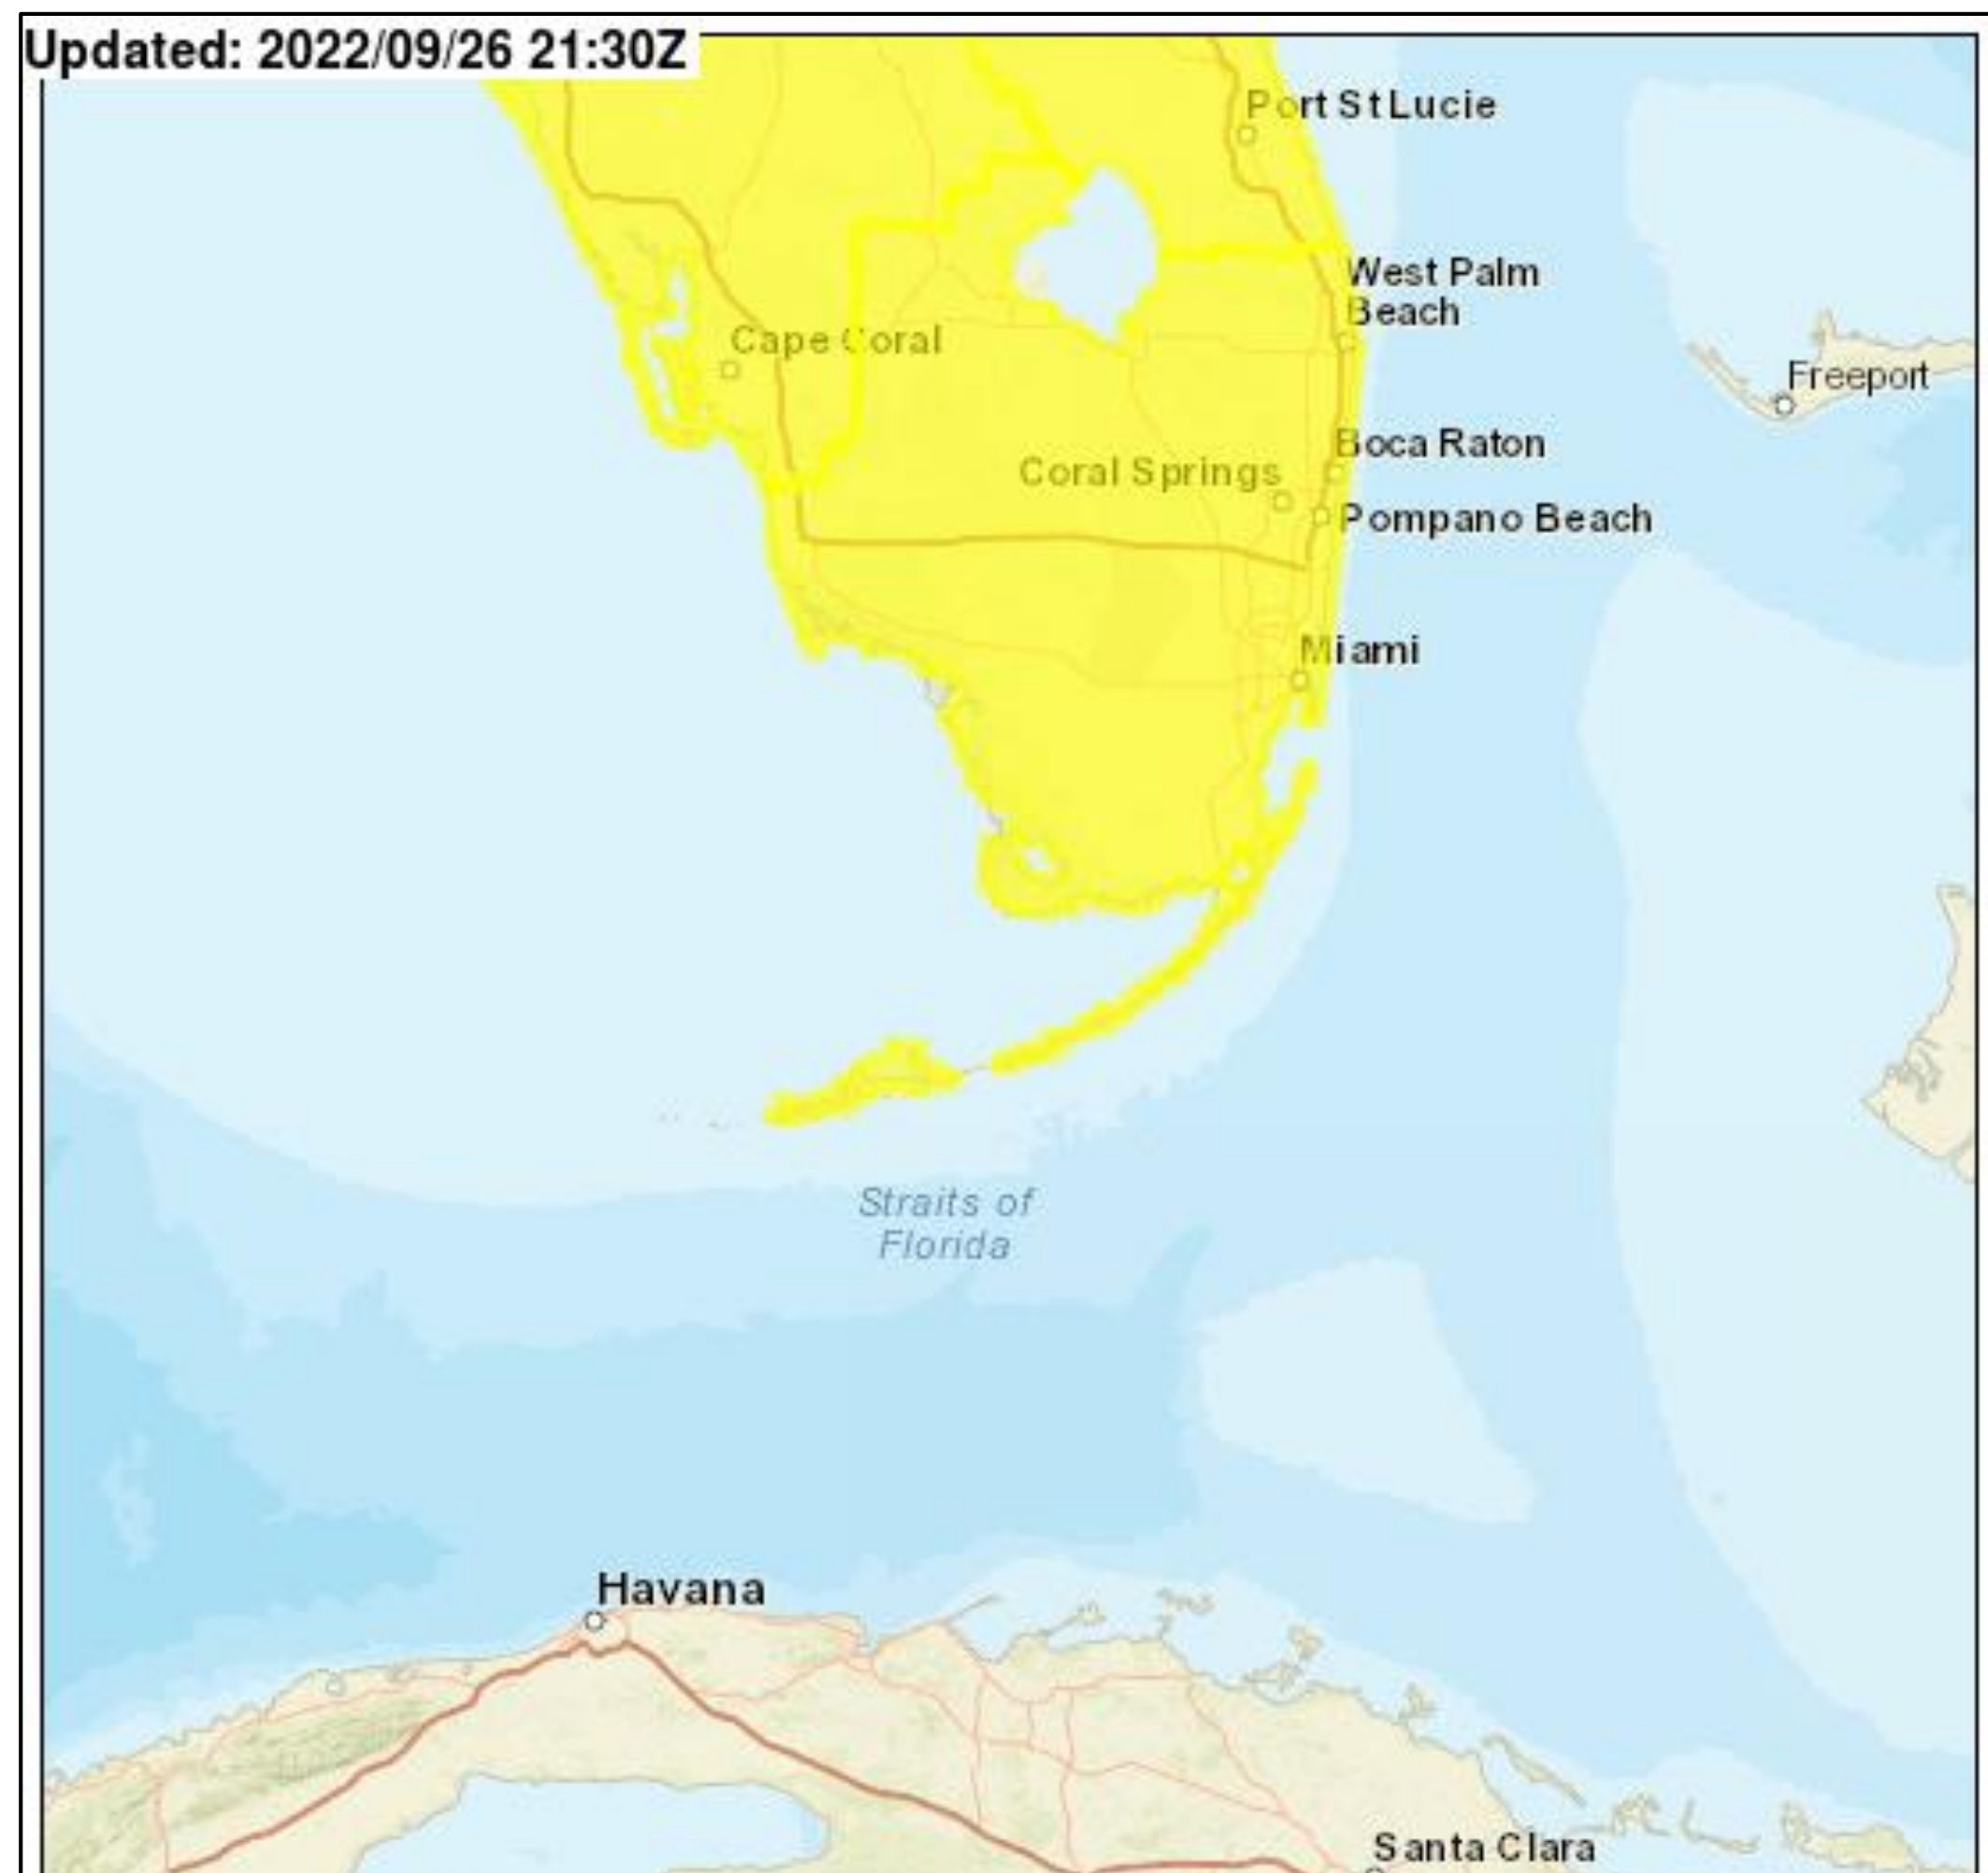 Updated: 2022/09/26 21:30Z
Port St Lucie
West Palm
Beach
Cape Coral
Freeport
Boca Raton
Coral Springs
Pompano Beach
Miami
Straits of
Florida
Havana
Santa Clara